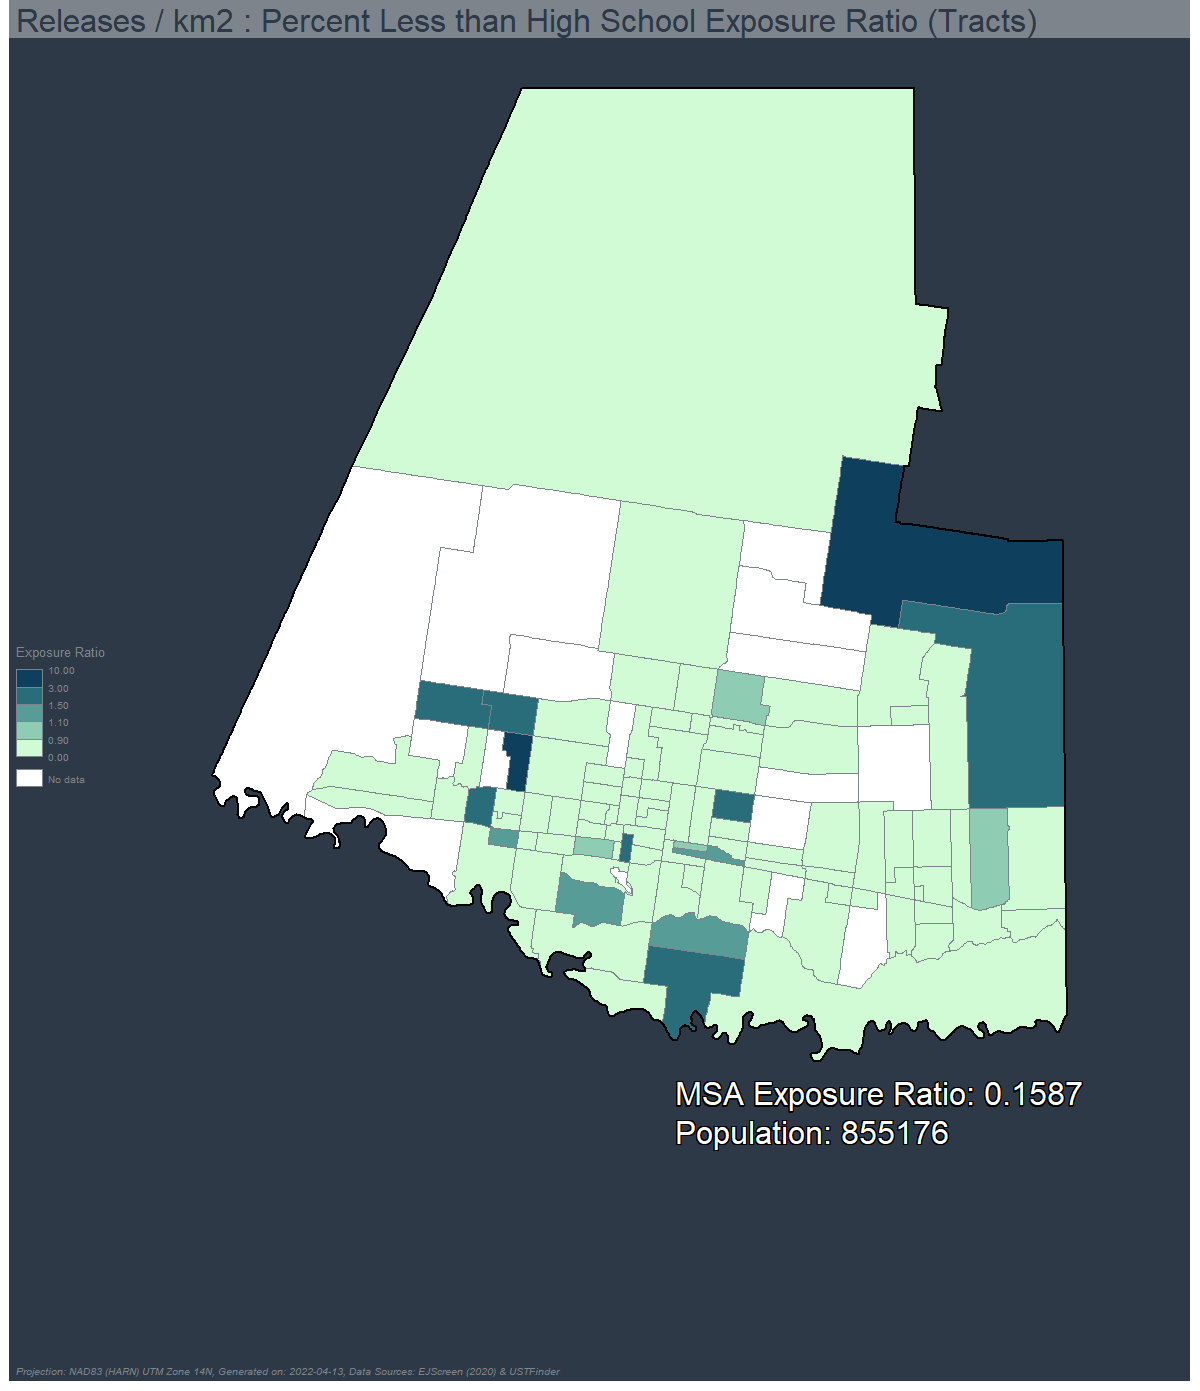 Releases / km2 : Percent Less than High School Exposure Ratio (Tracts)
Exposure Ratio
10.00
3.00
1.50
1.10
0.90
0.00
No data
MSA Exposure Ratio: 0.1587
Population: 855176
Projection: NAD83 (HARN) UTM Zone 14N, Generated on: 2022-04-13, Data Sources: EJScreen (2020) & USTFinder